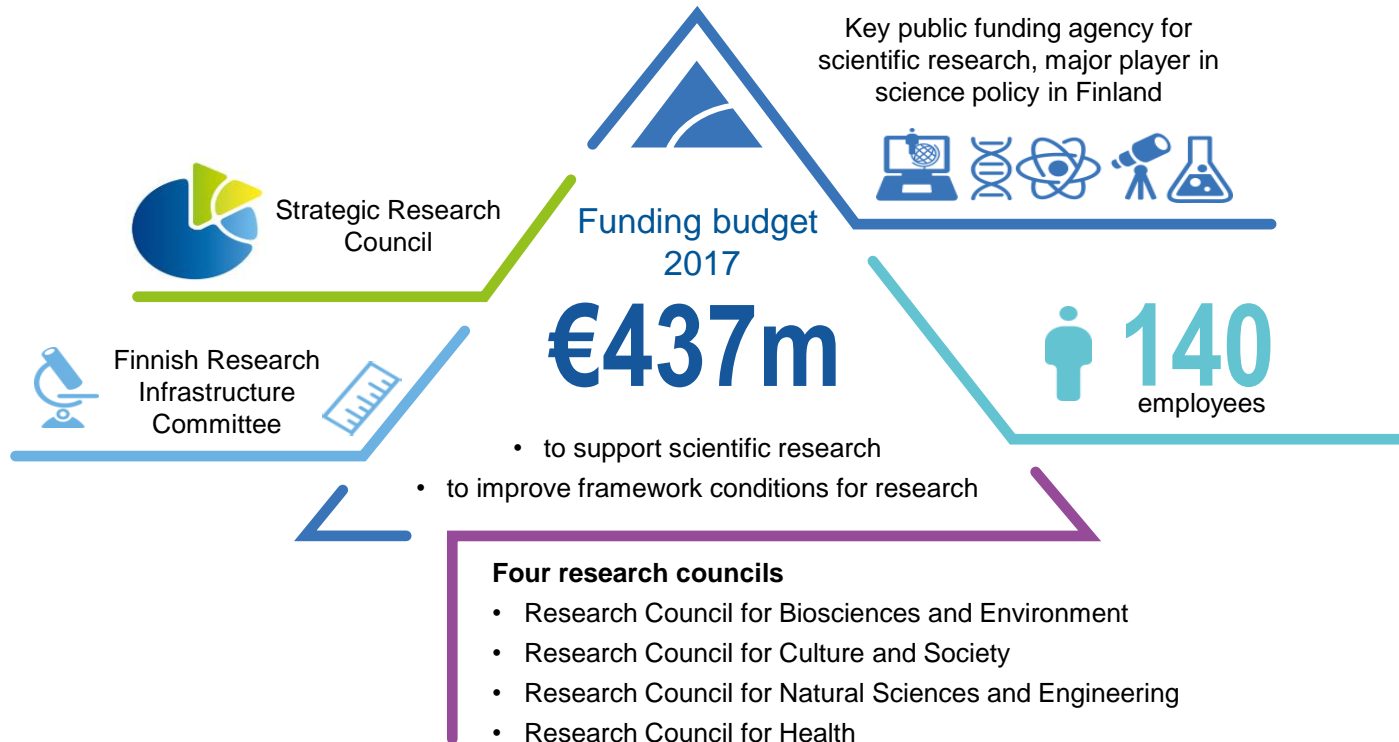 Key public funding agency for
scientific research, major player in
science policy in Finland
Strategic Research
Council
Funding budget
2017
€437m
Finnish Research
Infrastructure
Committee
140
employees
• to support scientific research
• to improve framework conditions for research
Four research councils
• Research Council for Biosciences and Environment
• Research Council for Culture and Society
• Research Council for Natural Sciences and Engineering
• Research Council for Health